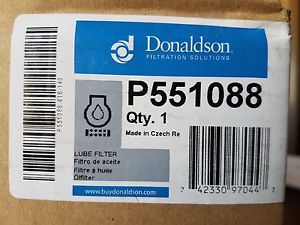 Donaldson
FILTRATION SOLUTIONS
P551088
Qty. 1
Made in Czech Re
LUBE FILTER
Filtro de aceite
Filtre à huile
Olfilter
www.buydonaldson.com
7 42330 97044 7